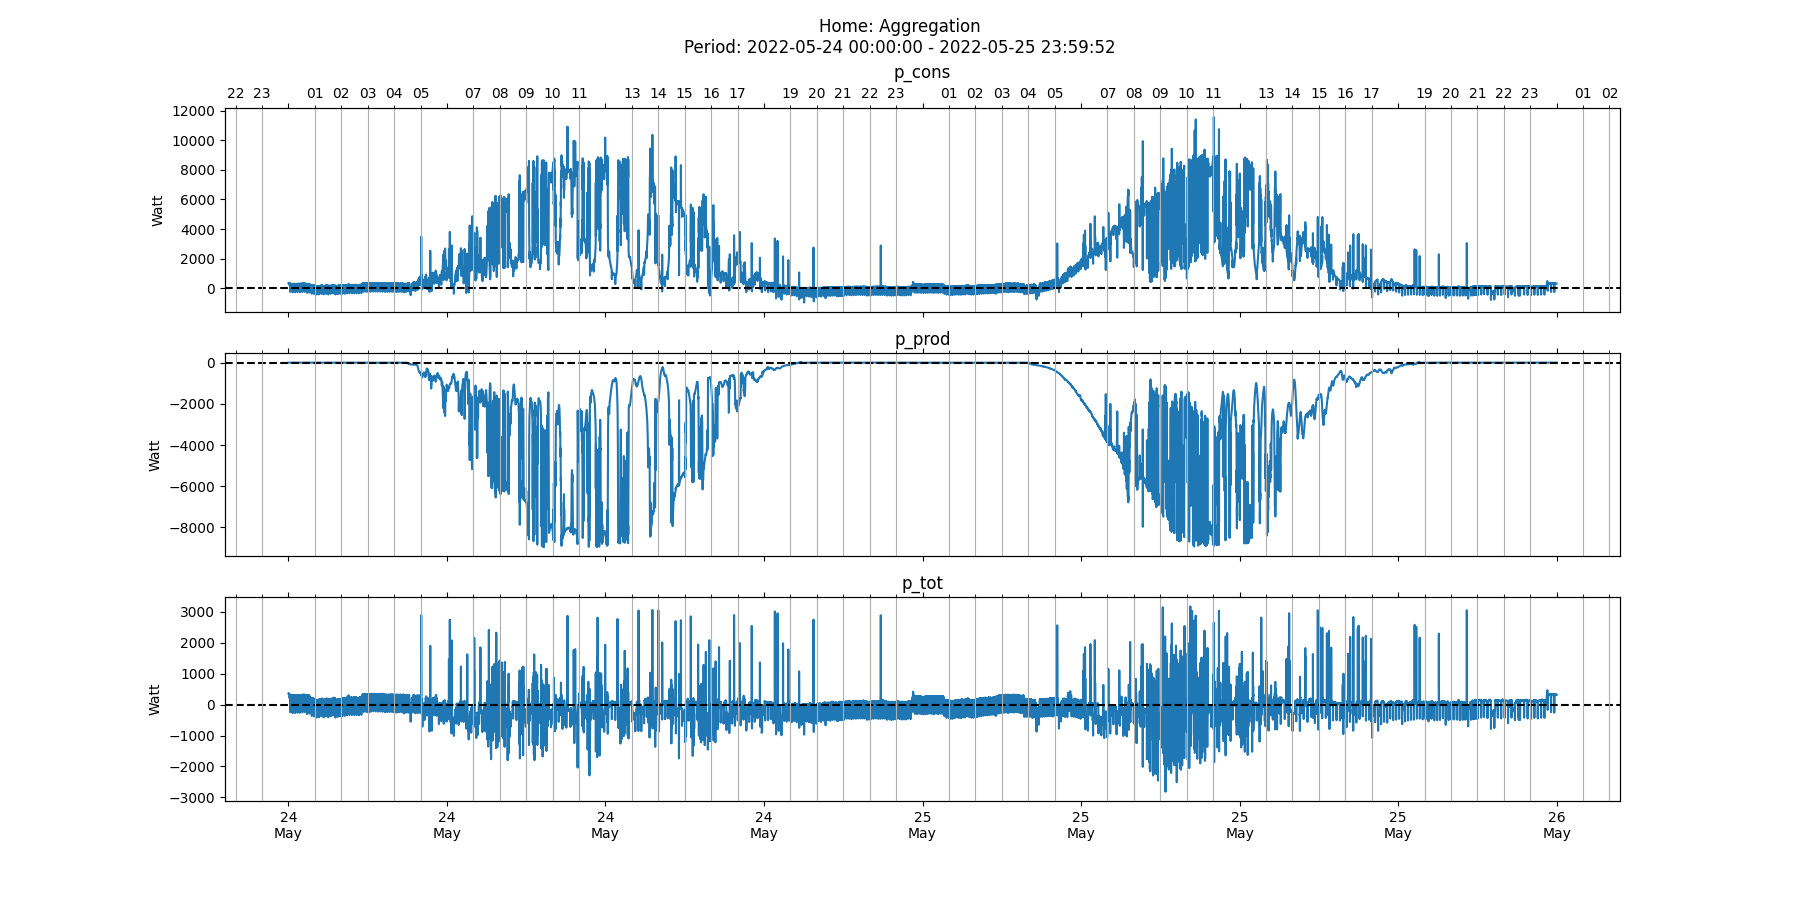 Home: Aggregation
Period: 2022-05-24 00:00:00 - 2022-05-25 23:59:52
p_cons
22 23 01 02 03 04 05 07 08 09 10 11 13 14 15 16 17 19 20 21 22 23 01 02 03 04 05 07 08 09 10 11 13 14 15 16 17 19 20 21 22 23 01 02
12000
10000
8000
6000
4000
2000
0
Watt
p_prod
0
−2000
−4000
−6000
−8000
Watt
p_tot
3000
2000
1000
0
−1000
−2000
−3000
Watt
24 24 24 24 25 25 25 25 26
May May May May May May May May May